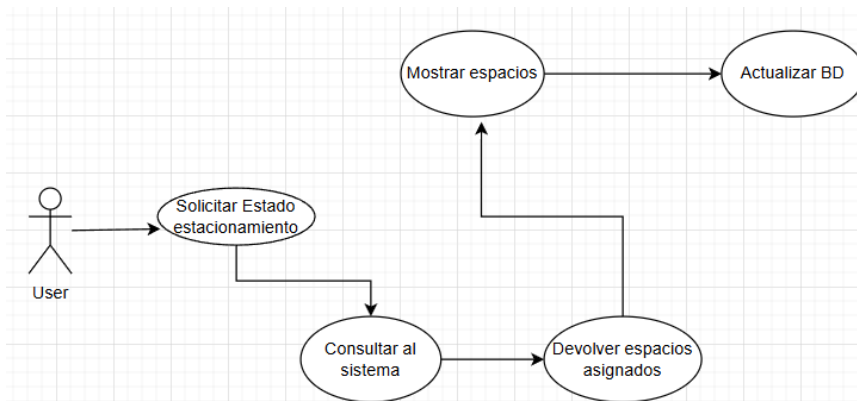 Mostrar espacios
Actualizar BD
Solicitar Estado
estacionamiento
User
Consultar al
sistema
Devolver espacios
asignados